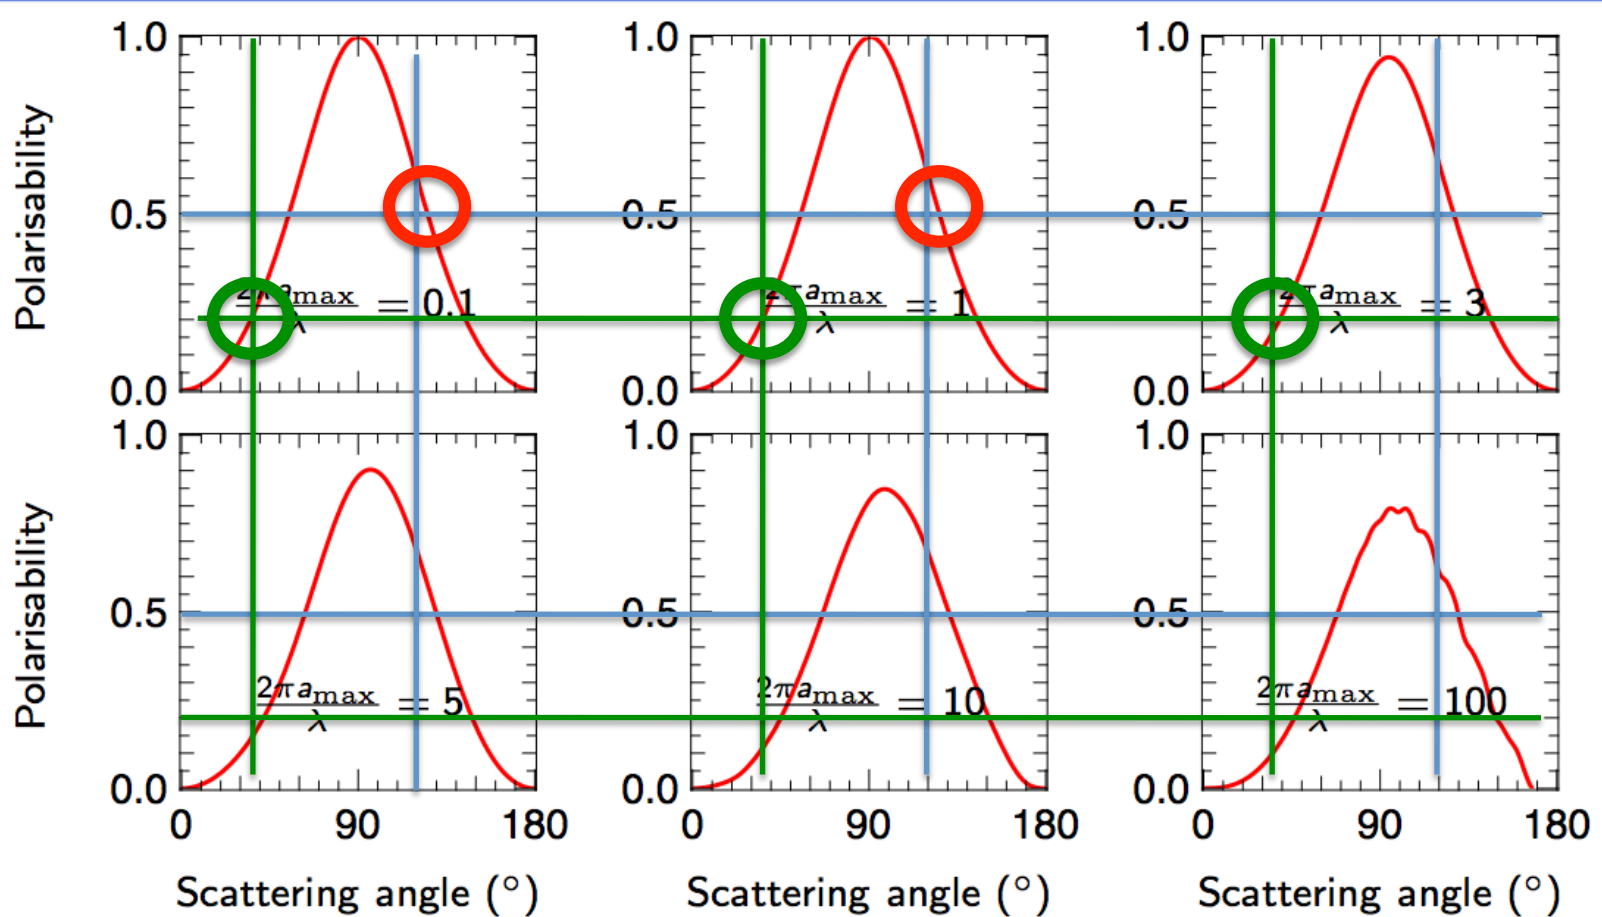 Polarisability
1.0
0.5
0.0
2πa_max/λ = 0.1
1.0
0.5
0.0
2πa_max/λ = 1
1.0
0.5
0.0
2πa_max/λ = 3
Polarisability
1.0
0.5
0.0
2πa_max/λ = 5
0 90 180
Scattering angle (°)
1.0
0.5
0.0
2πa_max/λ = 10
0 90 180
Scattering angle (°)
1.0
0.5
0.0
2πa_max/λ = 100
0 90 180
Scattering angle (°)